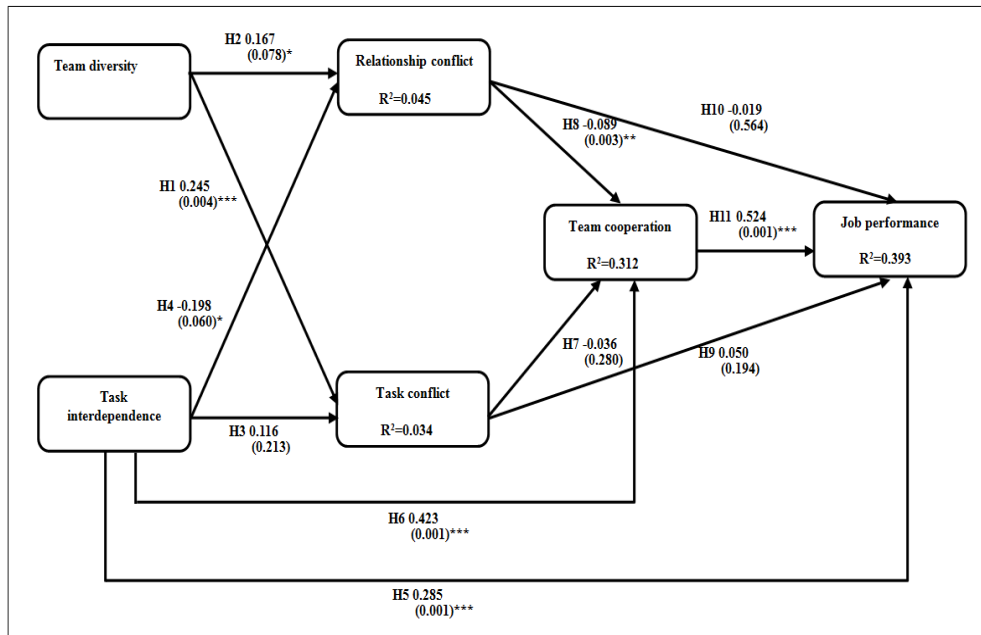 H2 0.167
(0.078)*
Team diversity
Relationship conflict
R²=0.045
H10 -0.019
(0.564)
H8 -0.089
(0.003)**
H1 0.245
(0.004)***
Team cooperation
R²=0.312
H11 0.524
(0.001)***
Job performance
R²=0.393
H4 -0.198
(0.060)*
H7 -0.036
(0.280)
H9 0.050
(0.194)
Task
interdependence
Task conflict
R²=0.034
H3 0.116
(0.213)
H6 0.423
(0.001)***
H5 0.285
(0.001)***